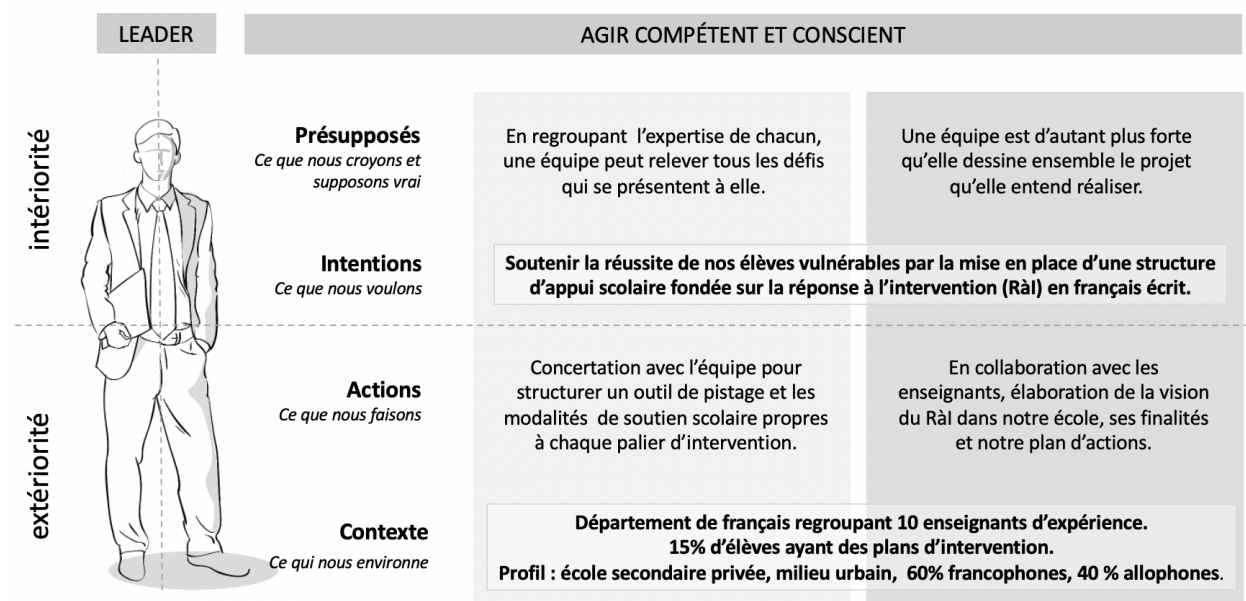 LEADER
AGIR COMPÉTENT ET CONSCIENT
intériorité
Présupposés
Ce que nous croyons et
supposons vrai
En regroupant l’expertise de chacun,
une équipe peut relever tous les défis
qui se présentent à elle.
Une équipe est d’autant plus forte
qu’elle dessine ensemble le projet
qu’elle entend réaliser.
Intentions
Ce que nous voulons
Soutenir la réussite de nos élèves vulnérables par la mise en place d’une structure
d’appui scolaire fondée sur la réponse à l’intervention (RàI) en français écrit.
extériorité
Actions
Ce que nous faisons
Concertation avec l’équipe pour
structurer un outil de pistage et les
modalités de soutien scolaire propres
à chaque palier d’intervention.
En collaboration avec les
enseignants, élaboration de la vision
du RàI dans notre école, ses finalités
et notre plan d’actions.
Contexte
Ce qui nous environne
Département de français regroupant 10 enseignants d’expérience.
15% d’élèves ayant des plans d’intervention.
Profil : école secondaire privée, milieu urbain, 60% francophones, 40 % allophones.